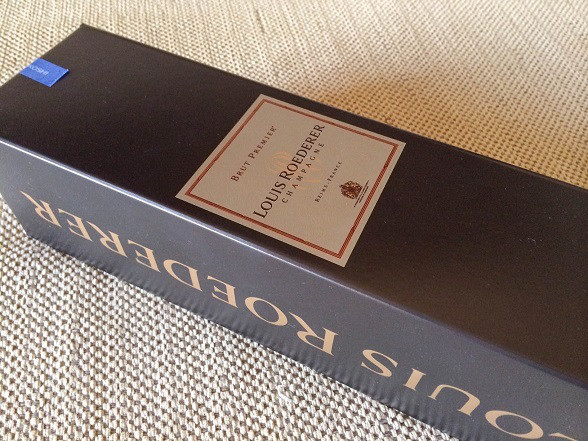 BRUT PREMIER
LOUIS ROEDERER
CHAMPAGNE
REIMS-FRANCE
LOUIS ROEDERER